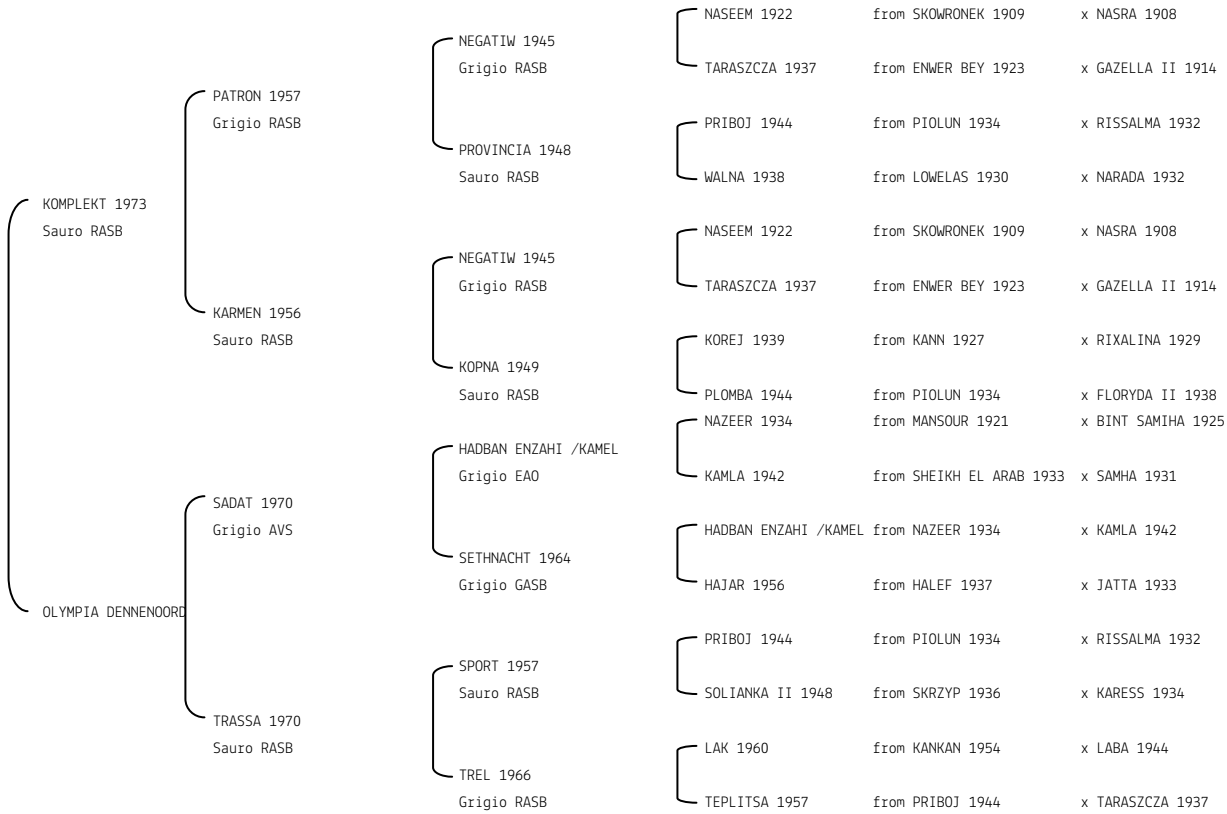 NASEEM 1922 from SKOWRONEK 1909 x NASRA 1908
NEGATIW 1945
Grigio RASB TARASZCZA 1937 from ENWER BEY 1923 x GAZELLA II 1914
PATRON 1957
Grigio RASB PRIBOJ 1944 from PIOLUN 1934 x RISSALMA 1932
PROVINCIA 1948
Sauro RASB WALNA 1938 from LOWELAS 1930 x NARADA 1932
KOMPLEKT 1973
Sauro RASB NASEEM 1922 from SKOWRONEK 1909 x NASRA 1908
NEGATIW 1945
Grigio RASB TARASZCZA 1937 from ENWER BEY 1923 x GAZELLA II 1914
KARMEN 1956
Sauro RASB KOREJ 1939 from KANN 1927 x RIXALINA 1929
KOPNA 1949
Sauro RASB PLOMBA 1944 from PIOLUN 1934 x FLORYDA II 1938
NAZEER 1934 from MANSOUR 1921 x BINT SAMIHA 1925
HADBAN ENZAHI /KAMEL
Grigio EAO KAMLA 1942 from SHEIKH EL ARAB 1933 x SAMHA 1931
SADAT 1970
Grigio AVS HADBAN ENZAHI /KAMEL from NAZEER 1934 x KAMLA 1942
SETHNACHT 1964
Grigio GASB HAJAR 1956 from HALEF 1937 x JATTA 1933
OLYMPIA DENNENOORD
PRIBOJ 1944 from PIOLUN 1934 x RISSALMA 1932
SPORT 1957
Sauro RASB SOLIANKA II 1948 from SKRZYP 1936 x KARESS 1934
TRASSA 1970
Sauro RASB LAK 1960 from KANKAN 1954 x LABA 1944
TREL 1966
Grigio RASB TEPLITSA 1957 from PRIBOJ 1944 x TARASZCZA 1937